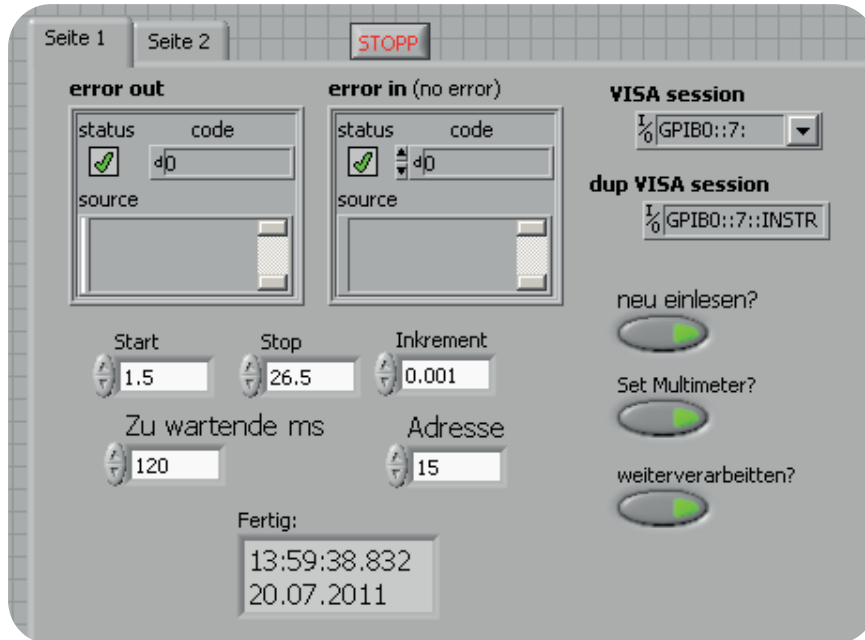 Seite 1
Seite 2
STOPP
error out
error in (no error)
VISA session
status
code
status
code
GPIB0::7:
d0
d0
source
source
dup VISA session
GPIB0::7::INSTR
neu einlesen?
Start
Stop
Inkrement
1.5
26.5
0.001
Set Multimeter?
Zu wartende ms
Adresse
120
15
weiterverarbeitten?
Fertig:
13:59:38.832
20.07.2011